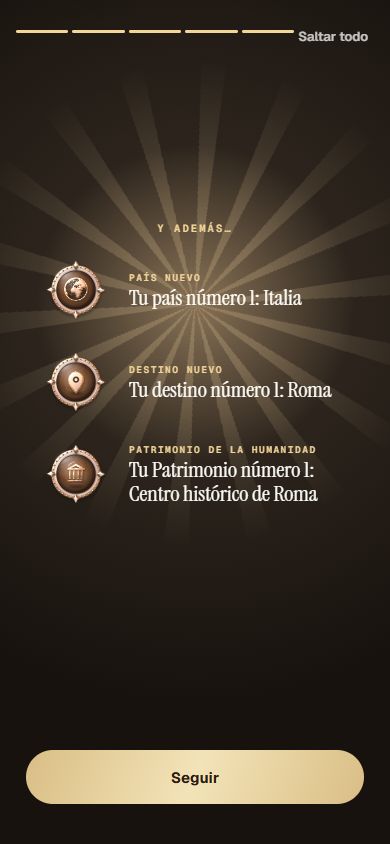 Saltar todo
Y ADEMÁS…
PAÍS NUEVO
Tu país número 1: Italia
DESTINO NUEVO
Tu destino número 1: Roma
PATRIMONIO DE LA HUMANIDAD
Tu Patrimonio número 1:
Centro histórico de Roma
Seguir